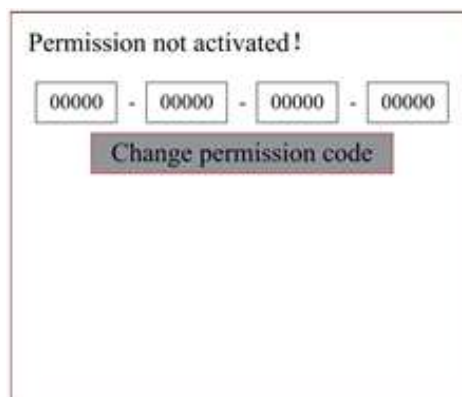 Permission not activated!
00000 - 00000 - 00000 - 00000
Change permission code